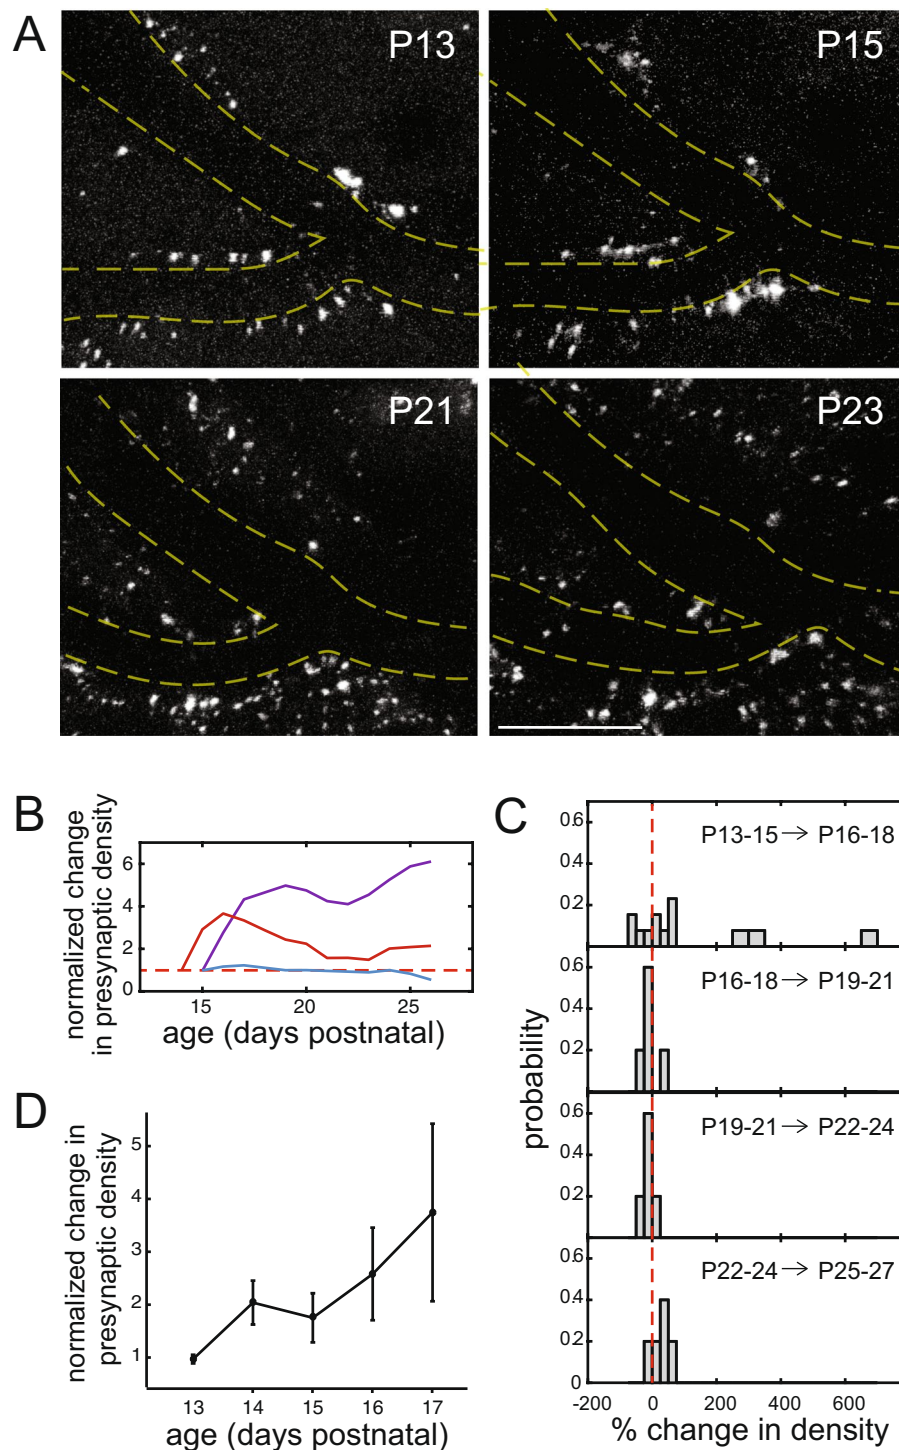 A
P13
P15
P21
P23
B
normalized change
in presynaptic density
6
4
2
0
15
20
25
age (days postnatal)
C
probability
0.6
0.4
0.2
P13-15 → P16-18
0.6
0.4
0.2
P16-18 → P19-21
0.6
0.4
0.2
P19-21 → P22-24
0.6
0.4
0.2
0
P22-24 → P25-27
-200
0
200
400
600
% change in density
D
normalized change in
presynaptic density
5
4
3
2
1
13
14
15
16
17
age (days postnatal)